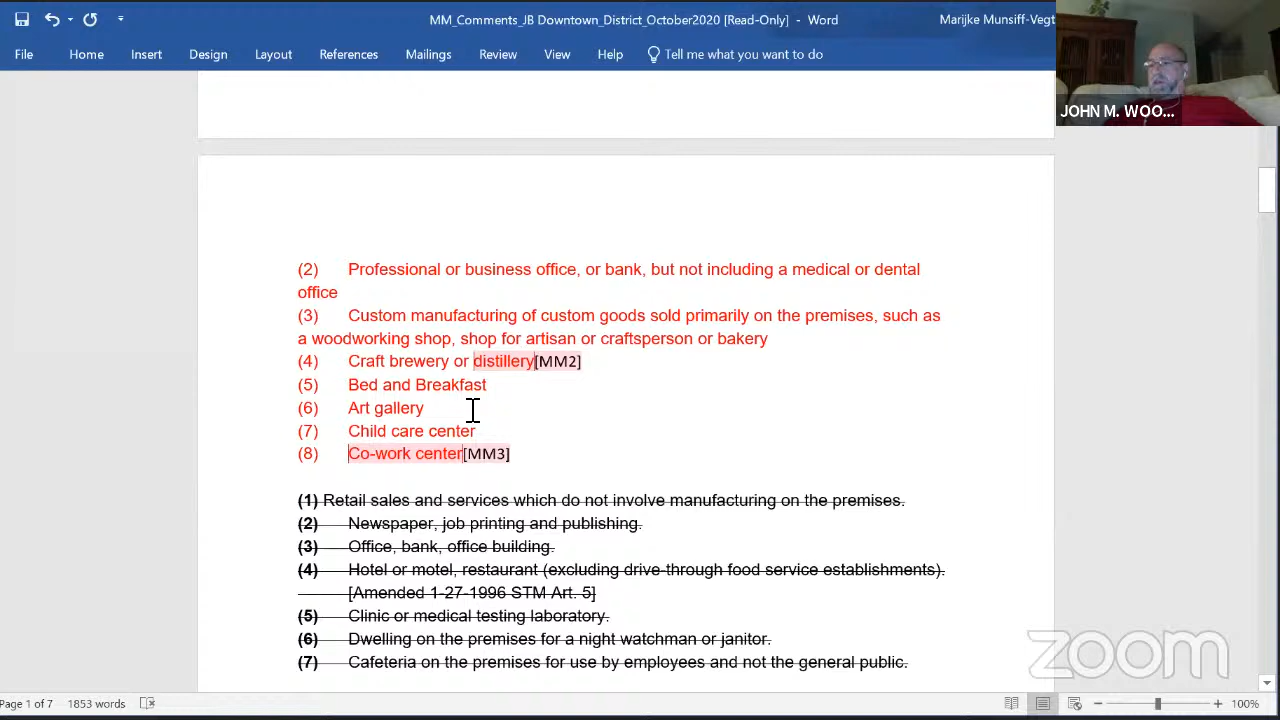 MM_Comments_JB Downtown_District_October2020 [Read-Only] - Word
Marijke Munsiff-Vegt
File Home Insert Design Layout References Mailings Review View Help Tell me what you want to do
JOHN M. WOO...
(2) Professional or business office, or bank, but not including a medical or dental
office
(3) Custom manufacturing of custom goods sold primarily on the premises, such as
a woodworking shop, shop for artisan or craftsperson or bakery
(4) Craft brewery or distillery[MM2]
(5) Bed and Breakfast
(6) Art gallery
(7) Child care center
(8) Co-work center[MM3]
(1) Retail sales and services which do not involve manufacturing on the premises.
(2) Newspaper, job printing and publishing.
(3) Office, bank, office building.
(4) Hotel or motel, restaurant (excluding drive-through food service establishments).
[Amended 1-27-1996 STM Art. 5]
(5) Clinic or medical testing laboratory.
(6) Dwelling on the premises for a night watchman or janitor.
(7) Cafeteria on the premises for use by employees and not the general public.
zoom
Page 1 of 7 1853 words
100%